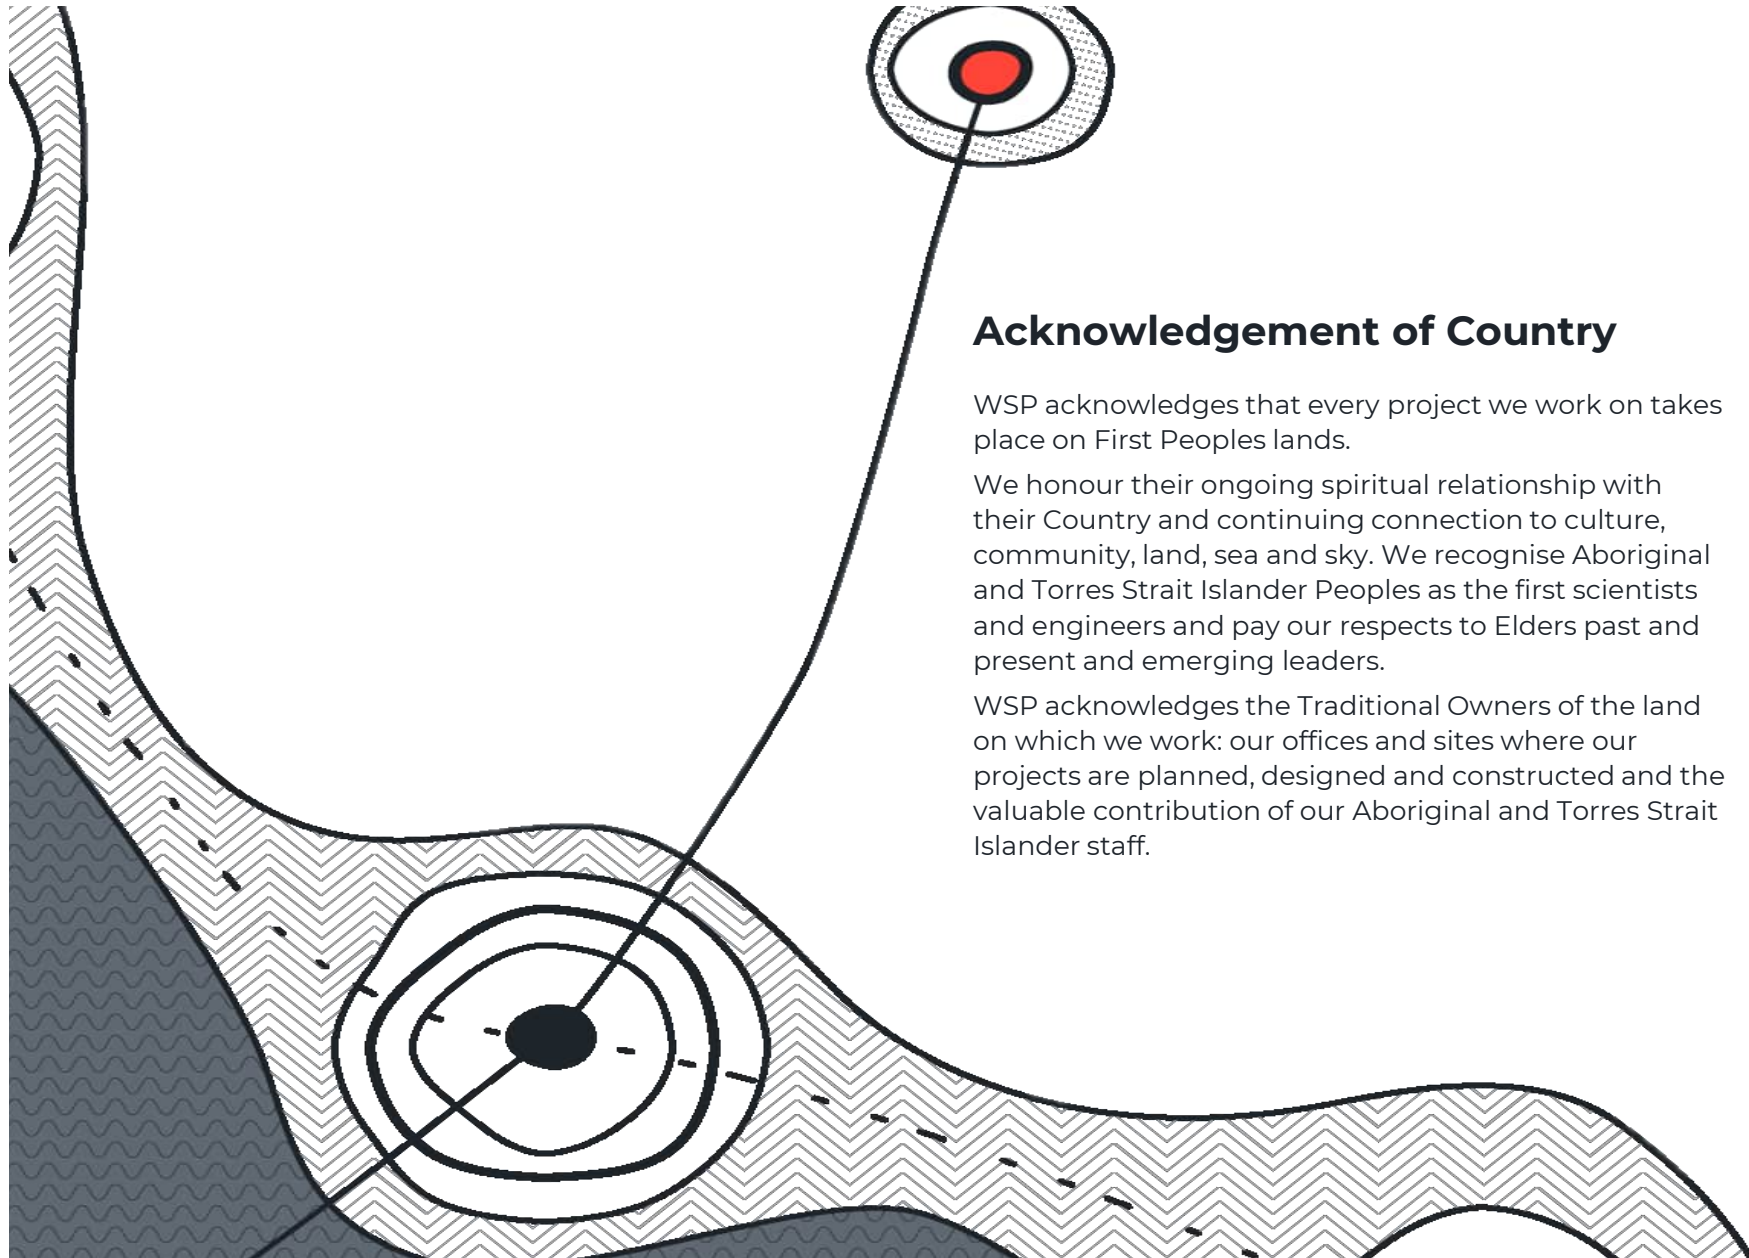 Acknowledgement of Country
WSP acknowledges that every project we work on takes
place on First Peoples lands.
We honour their ongoing spiritual relationship with
their Country and continuing connection to culture,
community, land, sea and sky. We recognise Aboriginal
and Torres Strait Islander Peoples as the first scientists
and engineers and pay our respects to Elders past and
present and emerging leaders.
WSP acknowledges the Traditional Owners of the land
on which we work: our offices and sites where our
projects are planned, designed and constructed and the
valuable contribution of our Aboriginal and Torres Strait
Islander staff.